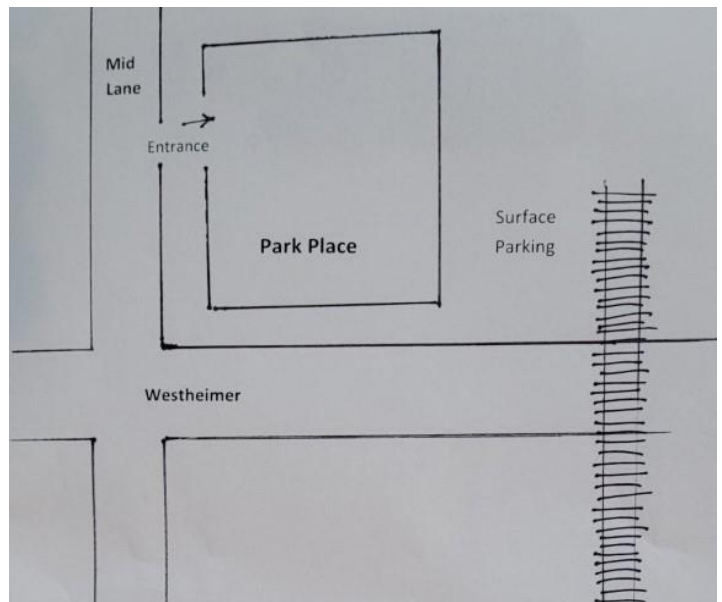 Mid
Lane
Entrance
Surface
Parking
Park Place
Westheimer